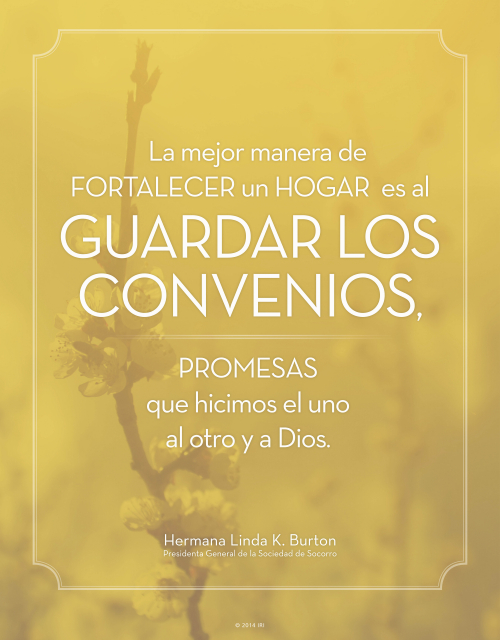 La mejor manera de
FORTALECER un HOGAR es al
GUARDAR LOS
CONVENIOS,
PROMESAS
que hicimos el uno
al otro y a Dios.
Hermana Linda K. Burton
Presidenta General de la Sociedad de Socorro
© 2014 IRI